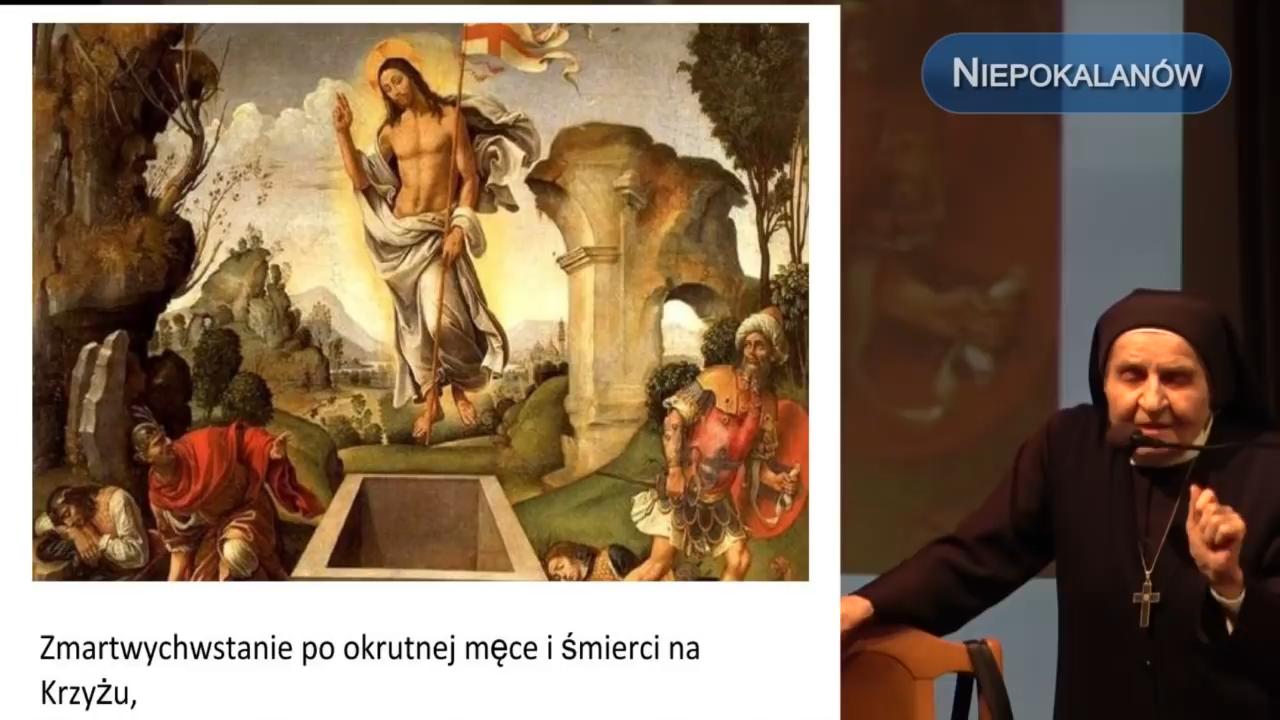 NIEPOKALANÓW
Zmartwychwstanie po okrutnej męce i śmierci na
Krzyżu,